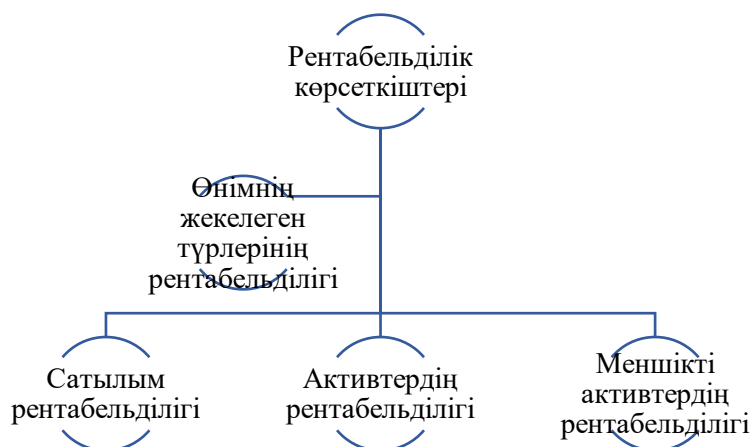 Рентабельділік
көрсеткіштері
Өнімнің
жекелеген
түрлерінің
рентабельділігі
Сатылым
рентабельділігі
Активтердің
рентабельділігі
Меншікті
активтердің
рентабельділігі